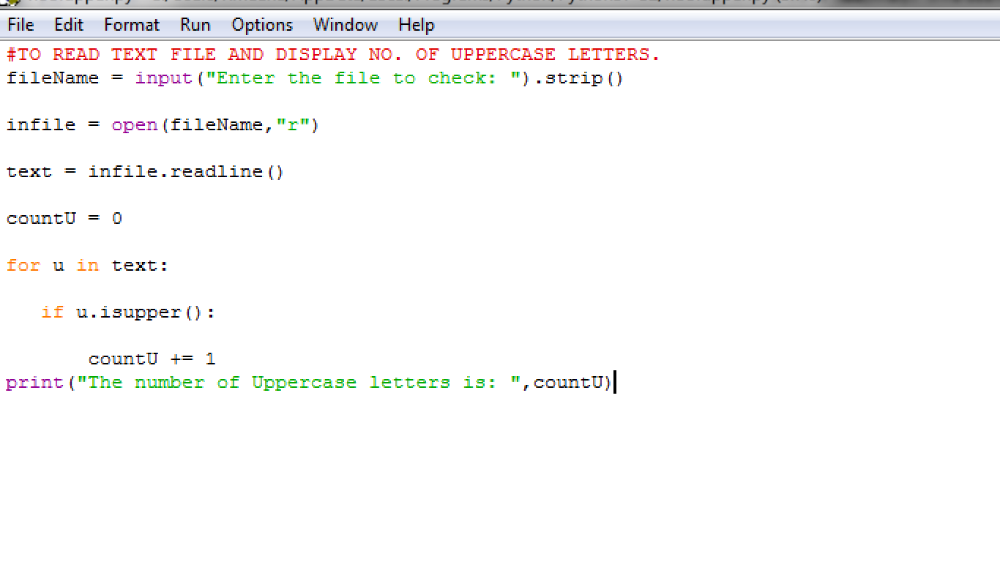 File Edit Format Run Options Window Help
#TO READ TEXT FILE AND DISPLAY NO. OF UPPERCASE LETTERS.
fileName = input("Enter the file to check: ").strip()
infile = open(fileName,"r")
text = infile.readline()
countU = 0
for u in text:
if u.isupper():
countU += 1
print("The number of Uppercase letters is: ",countU)